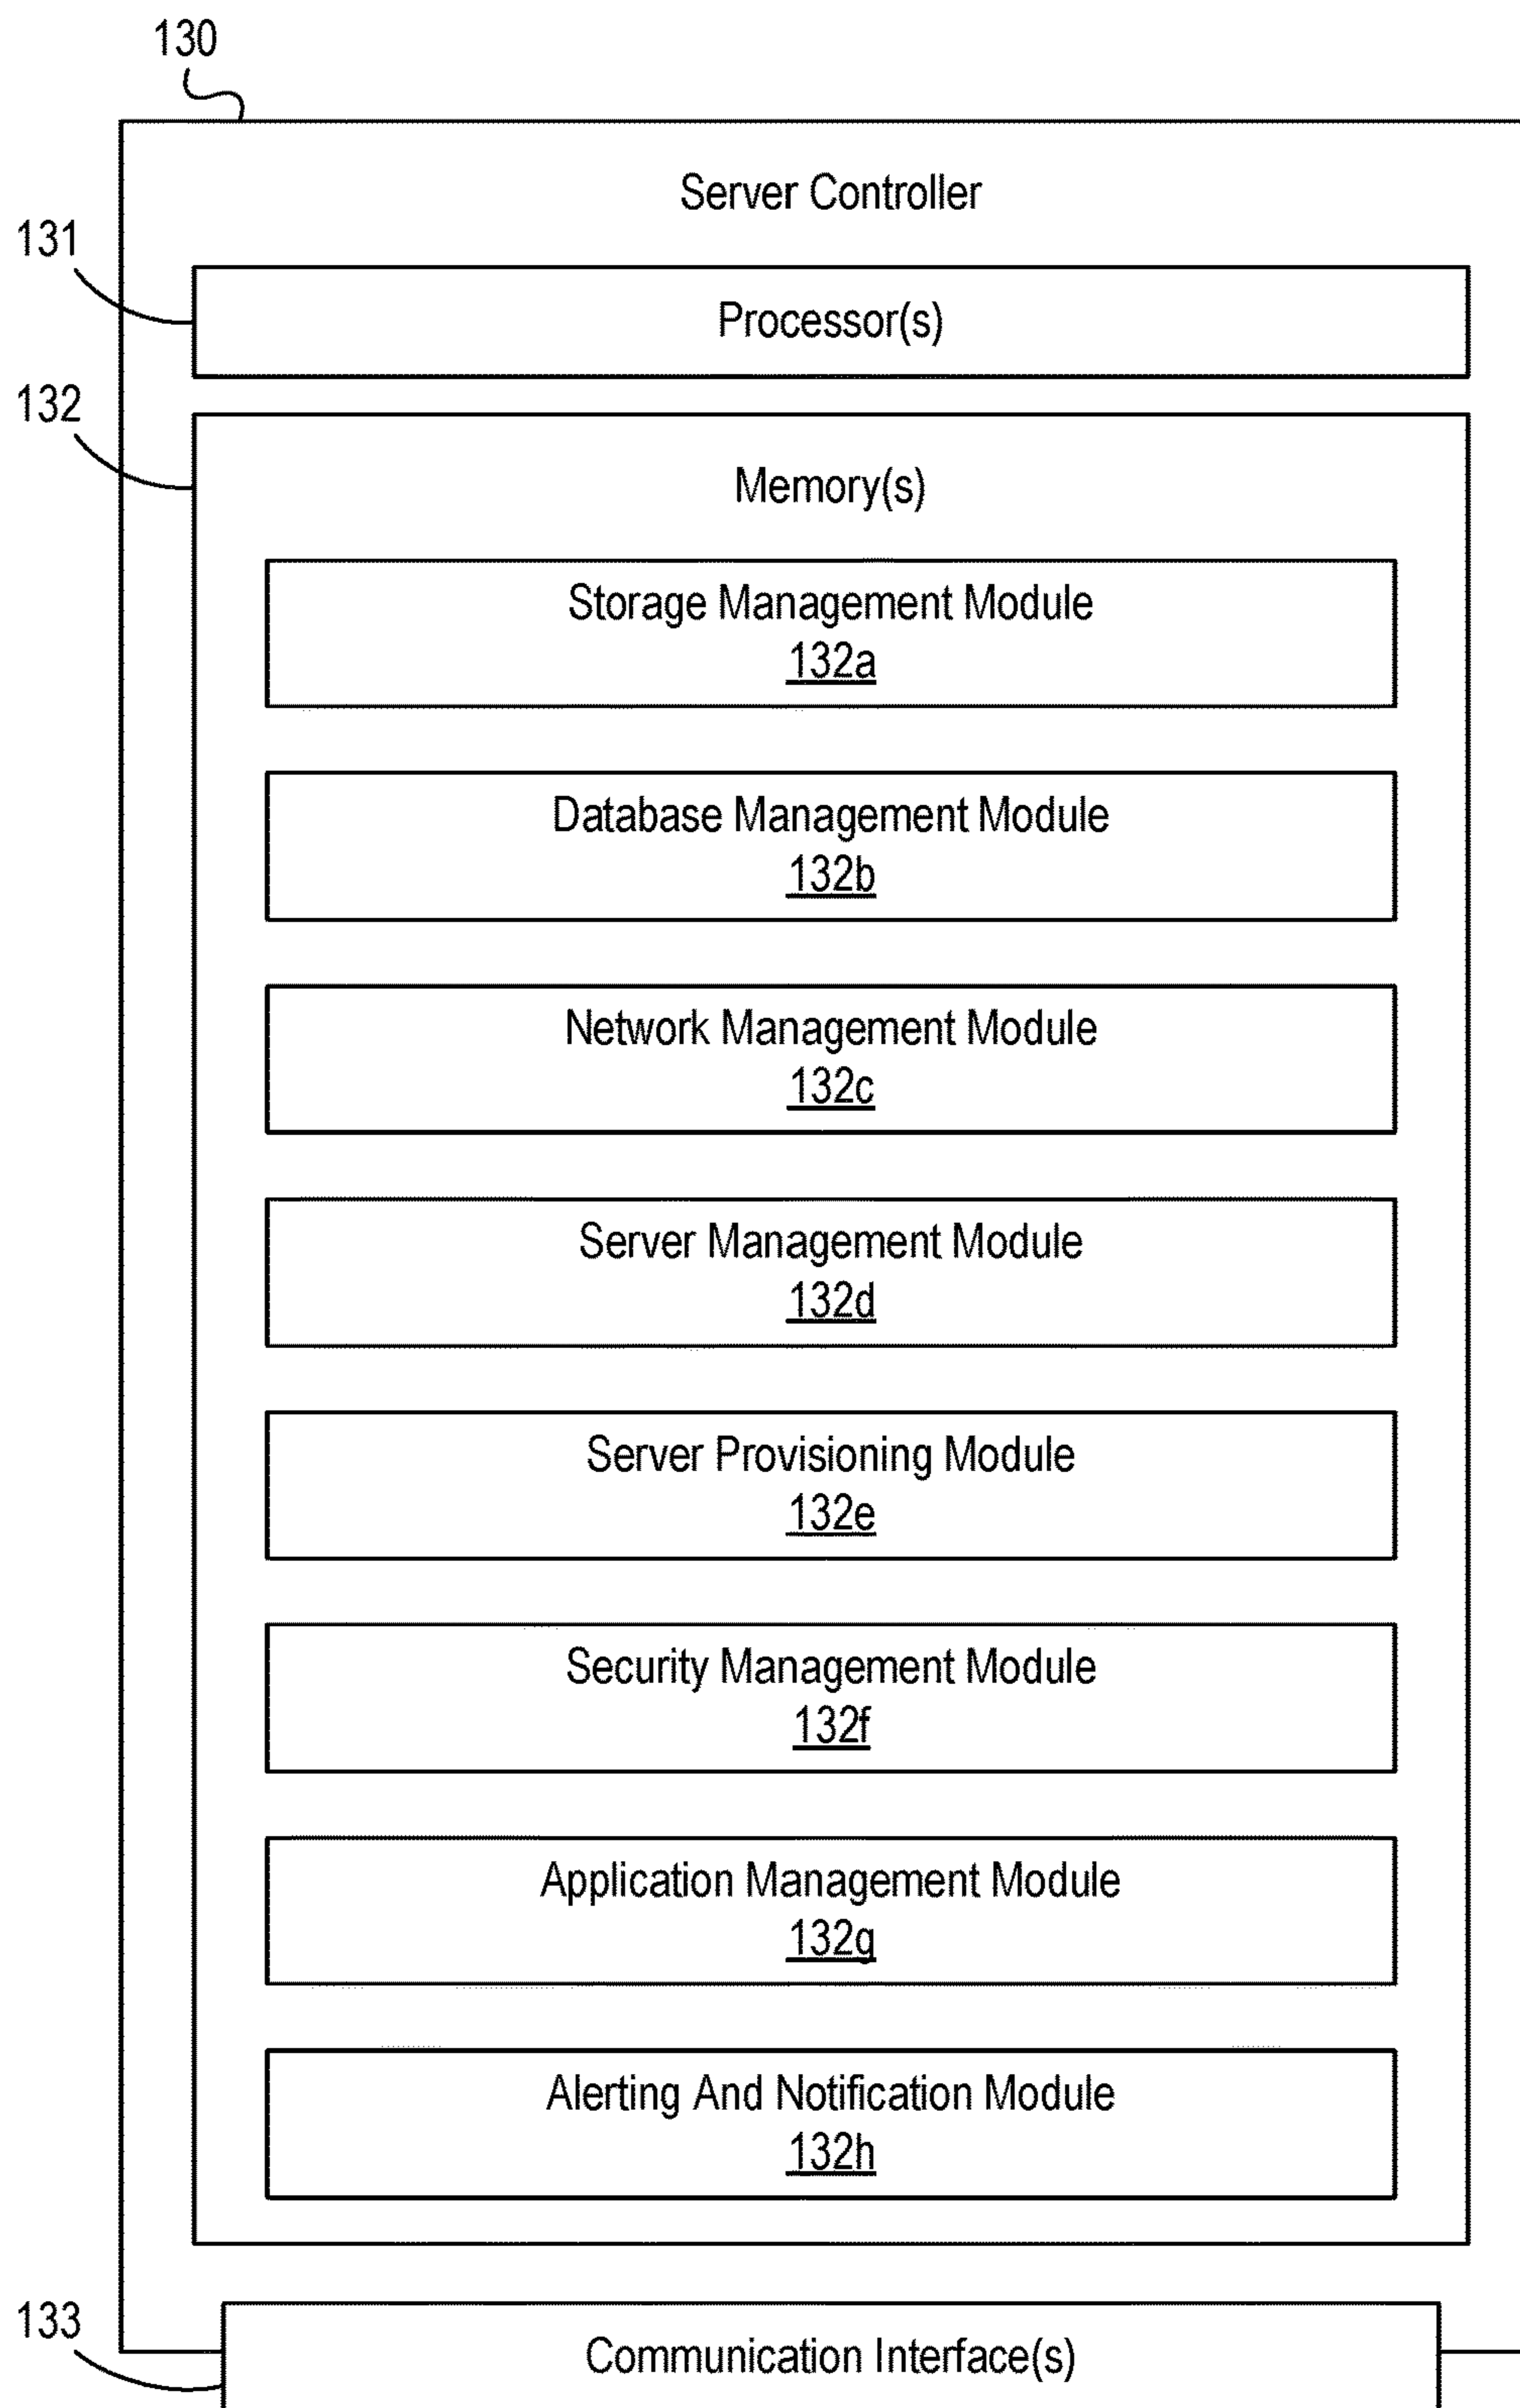 130
Server Controller
131
Processor(s)
132
Memory(s)
Storage Management Module
132a
Database Management Module
132b
Network Management Module
132c
Server Management Module
132d
Server Provisioning Module
132e
Security Management Module
132f
Application Management Module
132g
Alerting And Notification Module
132h
133
Communication Interface(s)